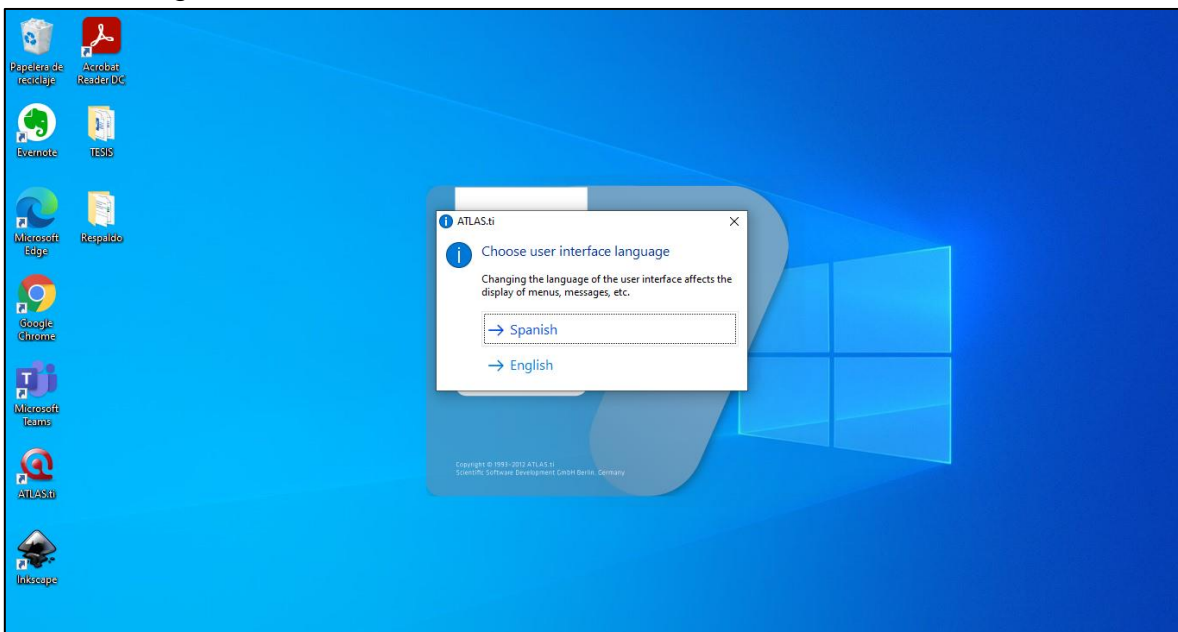 Papelera de
reciclaje
Acrobat
Reader DC
Evernote
TESIS
Microsoft
Edge
Respaldo
Google
Chrome
Microsoft
Teams
ATLAS.ti
Inkscape
ATLAS.ti
Choose user interface language
Changing the language of the user interface affects the
display of menus, messages, etc.
→ Spanish
→ English
Copyright © 1993-2012 ATLAS.ti
Scientific Software Development GmbH Berlin. Germany